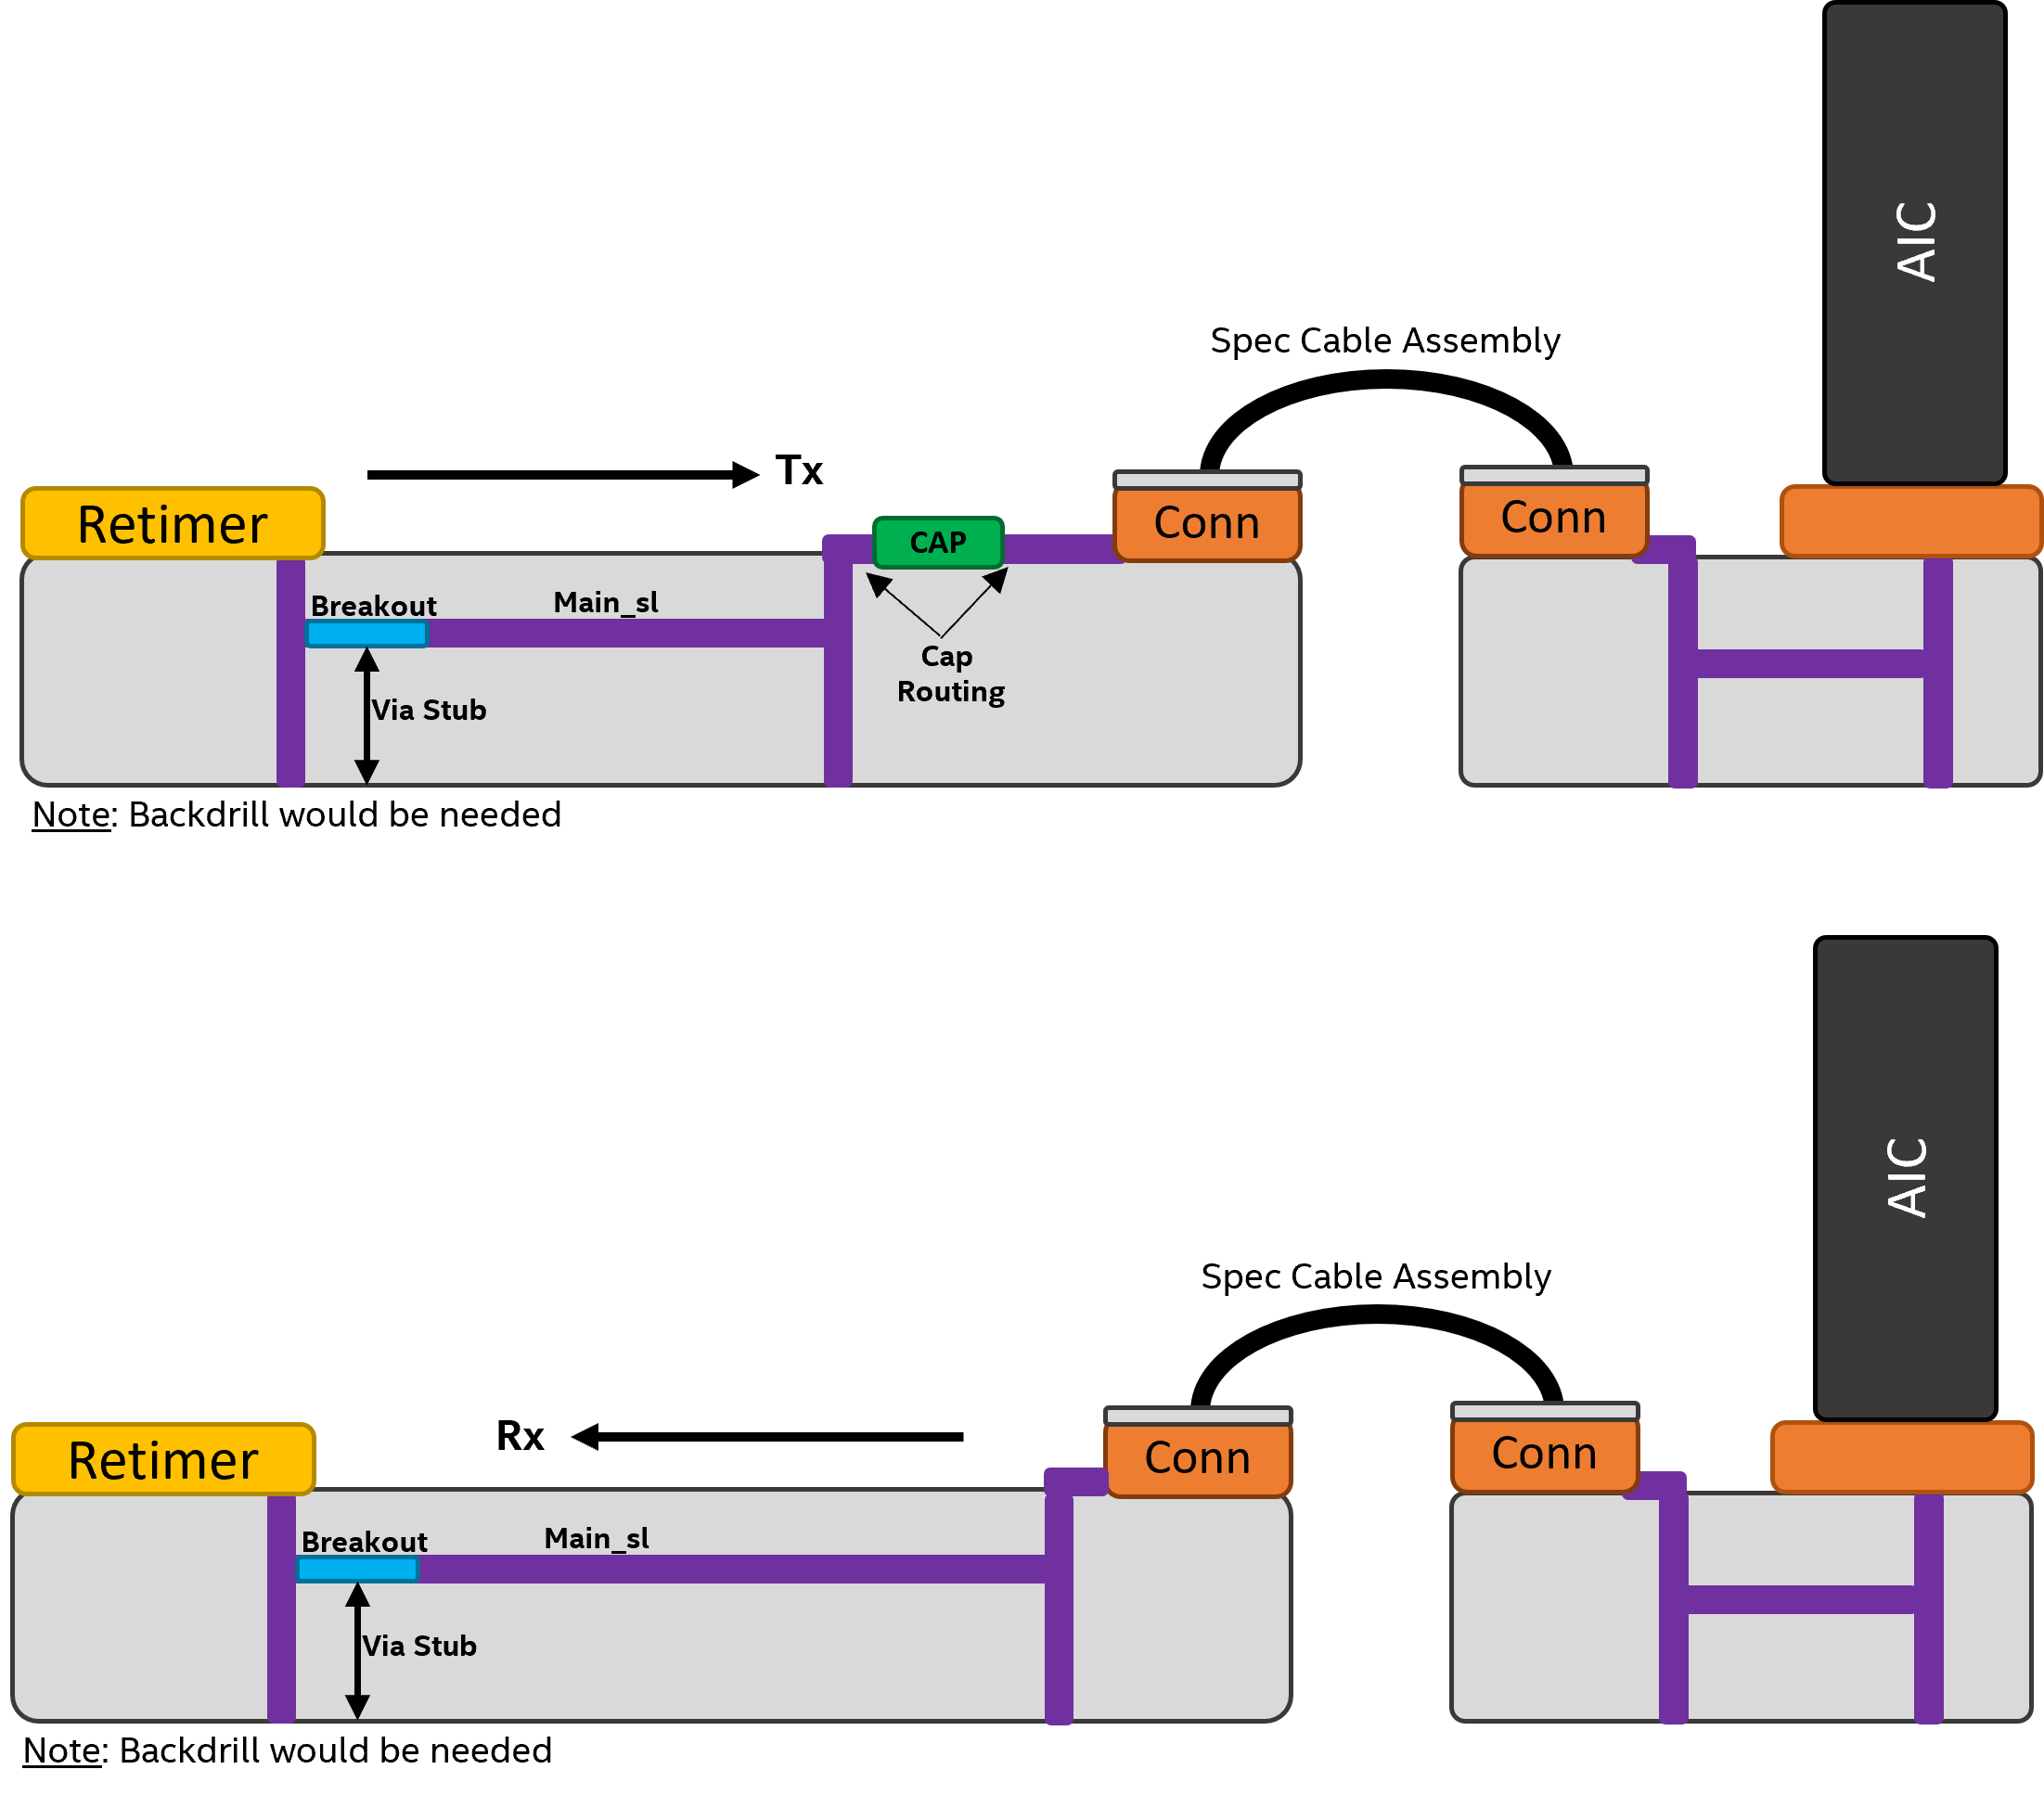 AIC
Spec Cable Assembly
Tx
Retimer
Conn
Conn
CAP
Breakout
Main_sl
Cap
Routing
Via Stub
Note: Backdrill would be needed
AIC
Spec Cable Assembly
Rx
Retimer
Conn
Conn
Breakout
Main_sl
Via Stub
Note: Backdrill would be needed